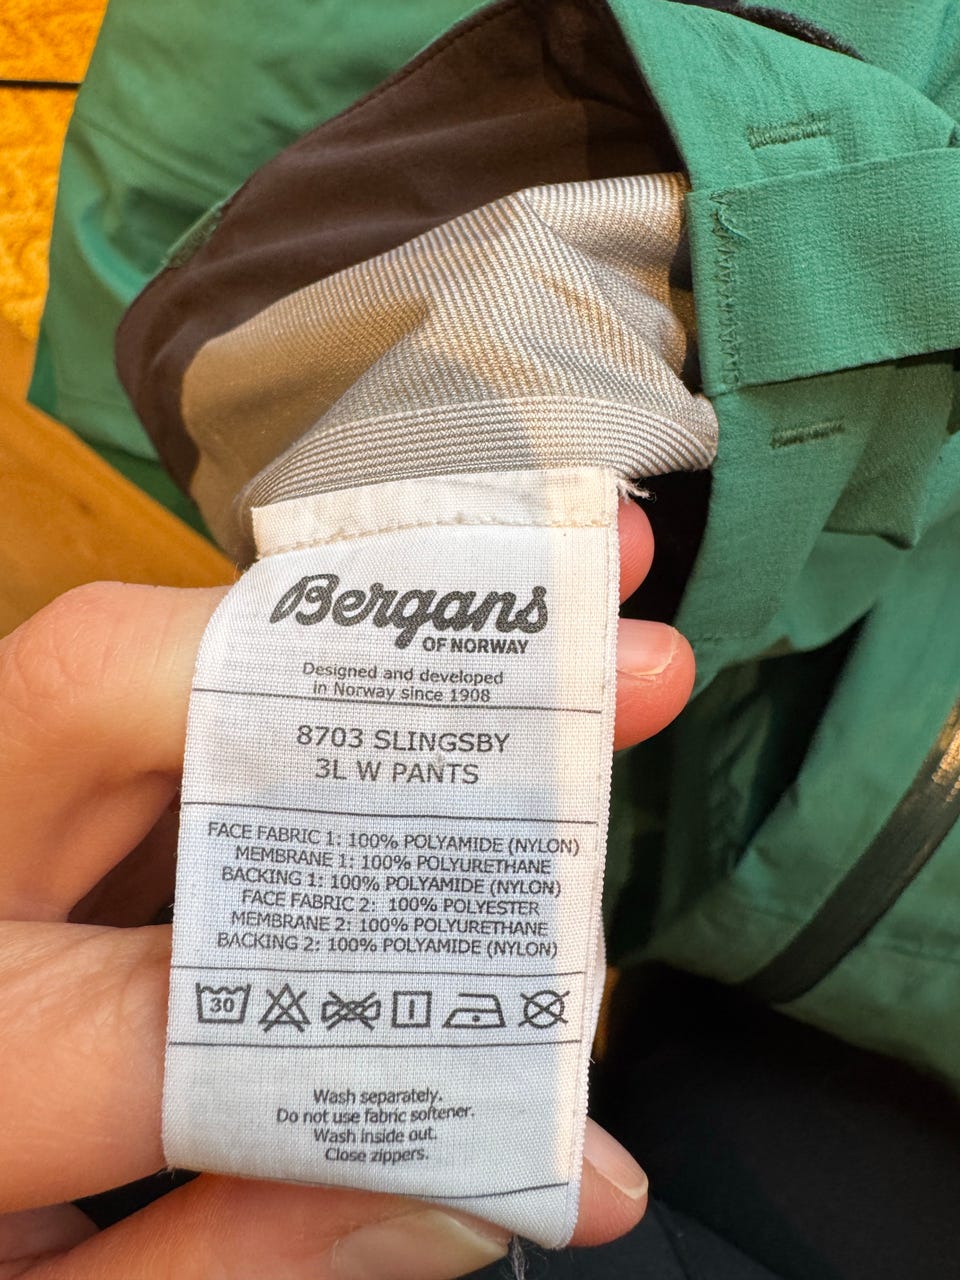 Bergans
OF NORWAY
Designed and developed
in Norway since 1908
8703 SLINGSBY
3L W PANTS
FACE FABRIC 1: 100% POLYAMIDE (NYLON)
MEMBRANE 1: 100% POLYURETHANE
BACKING 1: 100% POLYAMIDE (NYLON)
FACE FABRIC 2: 100% POLYESTER
MEMBRANE 2: 100% POLYURETHANE
BACKING 2: 100% POLYAMIDE (NYLON)
30
Wash separately.
Do not use fabric softener.
Wash inside out.
Close zippers.